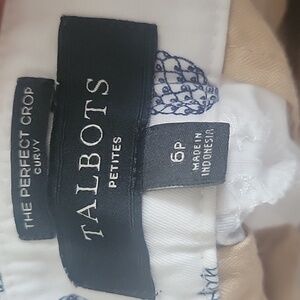 THE PERFECT CROP
CURVY
TALBOTS
PETITES
6P
MADE IN
INDONESIA